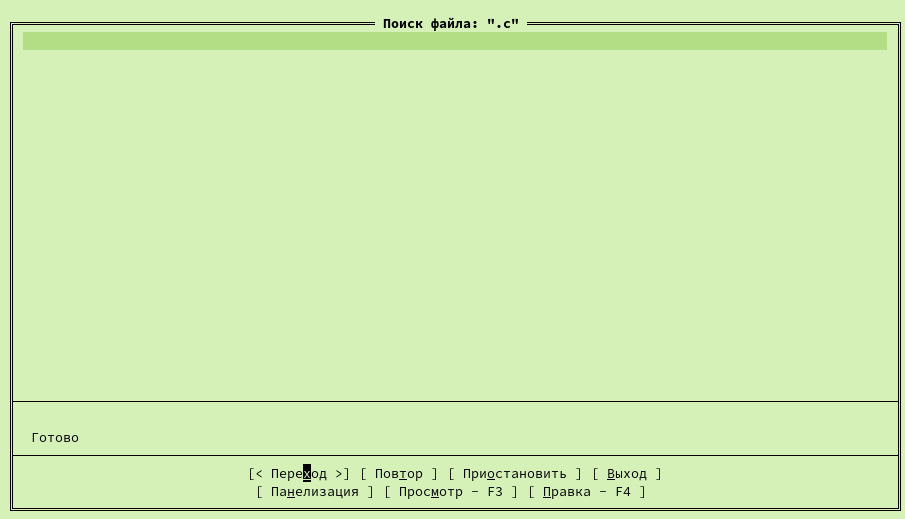 Поиск файла: ".c"
Готово
[< Переход >] [ Повтор ] [ Приостановить ] [ Выход ]
[ Панелизация ] [ Просмотр - F3 ] [ Правка - F4 ]